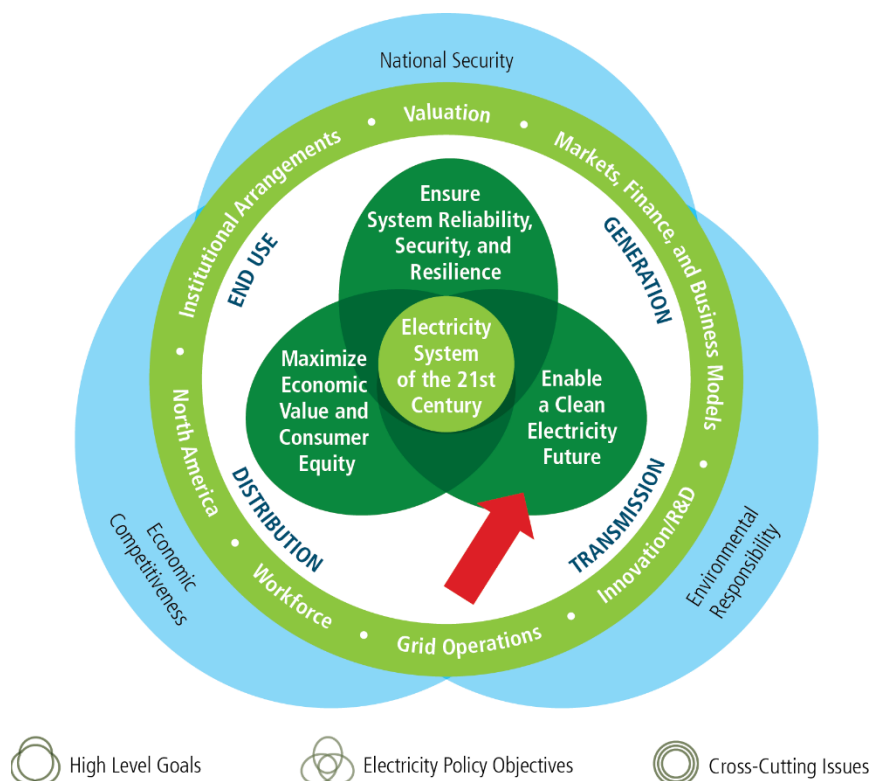 National Security
Valuation
Institutional Arrangements
Markets, Finance, and Business Models
Ensure
System Reliability,
Security, and
Resilience
END USE
GENERATION
Electricity
System
of the 21st
Century
Maximize
Economic
Value and
Consumer
Equity
Enable
a Clean
Electricity
Future
North America
DISTRIBUTION
TRANSMISSION
Innovation/R&D
Economic
Competitiveness
Environmental
Responsibility
Workforce
Grid Operations
High Level Goals
Electricity Policy Objectives
Cross-Cutting Issues